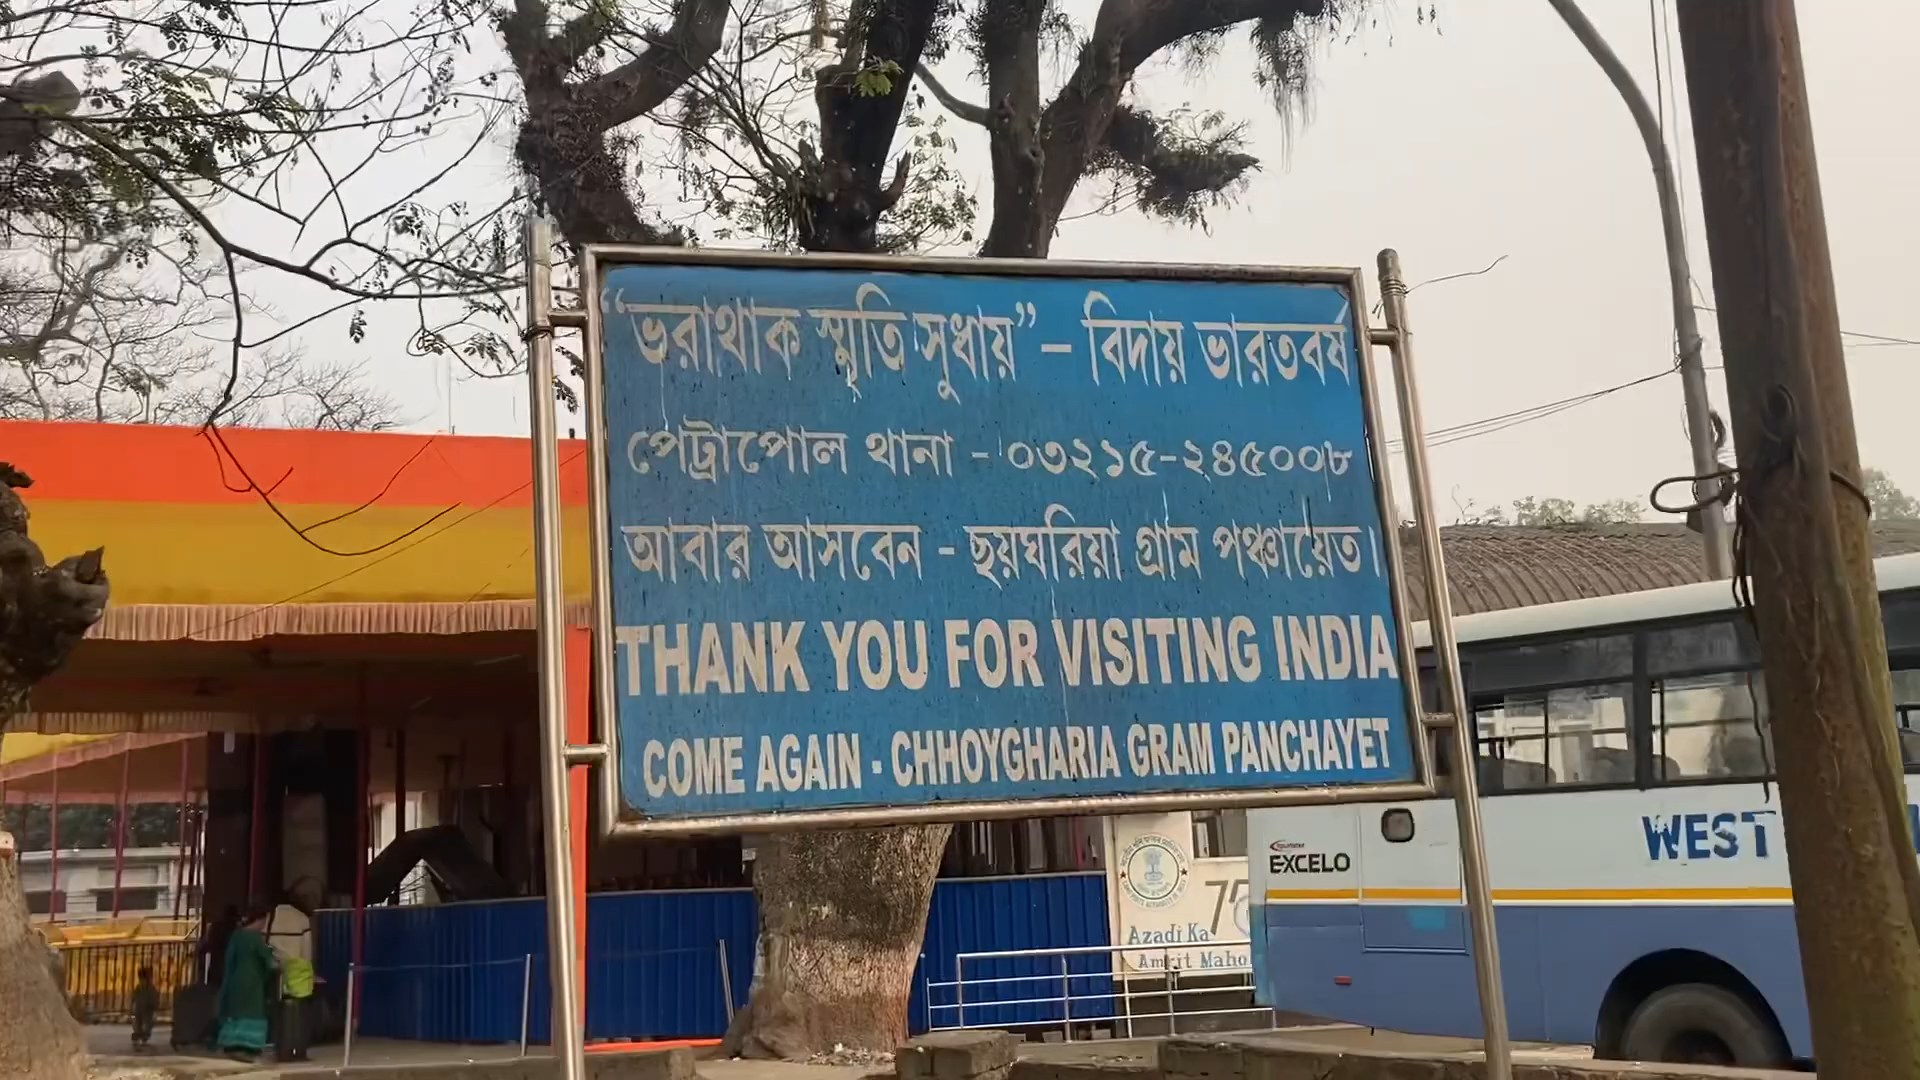 “ভরাথাক স্মৃতি সুধায়” – বিদায় ভারতবর্ষ
পেট্রাপোল থানা - ০৩২১৫-২৪৫০০৮
আবার আসবেন - ছয়ঘরিয়া গ্রাম পঞ্চায়েত।
THANK YOU FOR VISITING INDIA
COME AGAIN - CHHOYGHARIA GRAM PANCHAYET
EXCELO
WEST
75
Azadi Ka
Amrit Maho